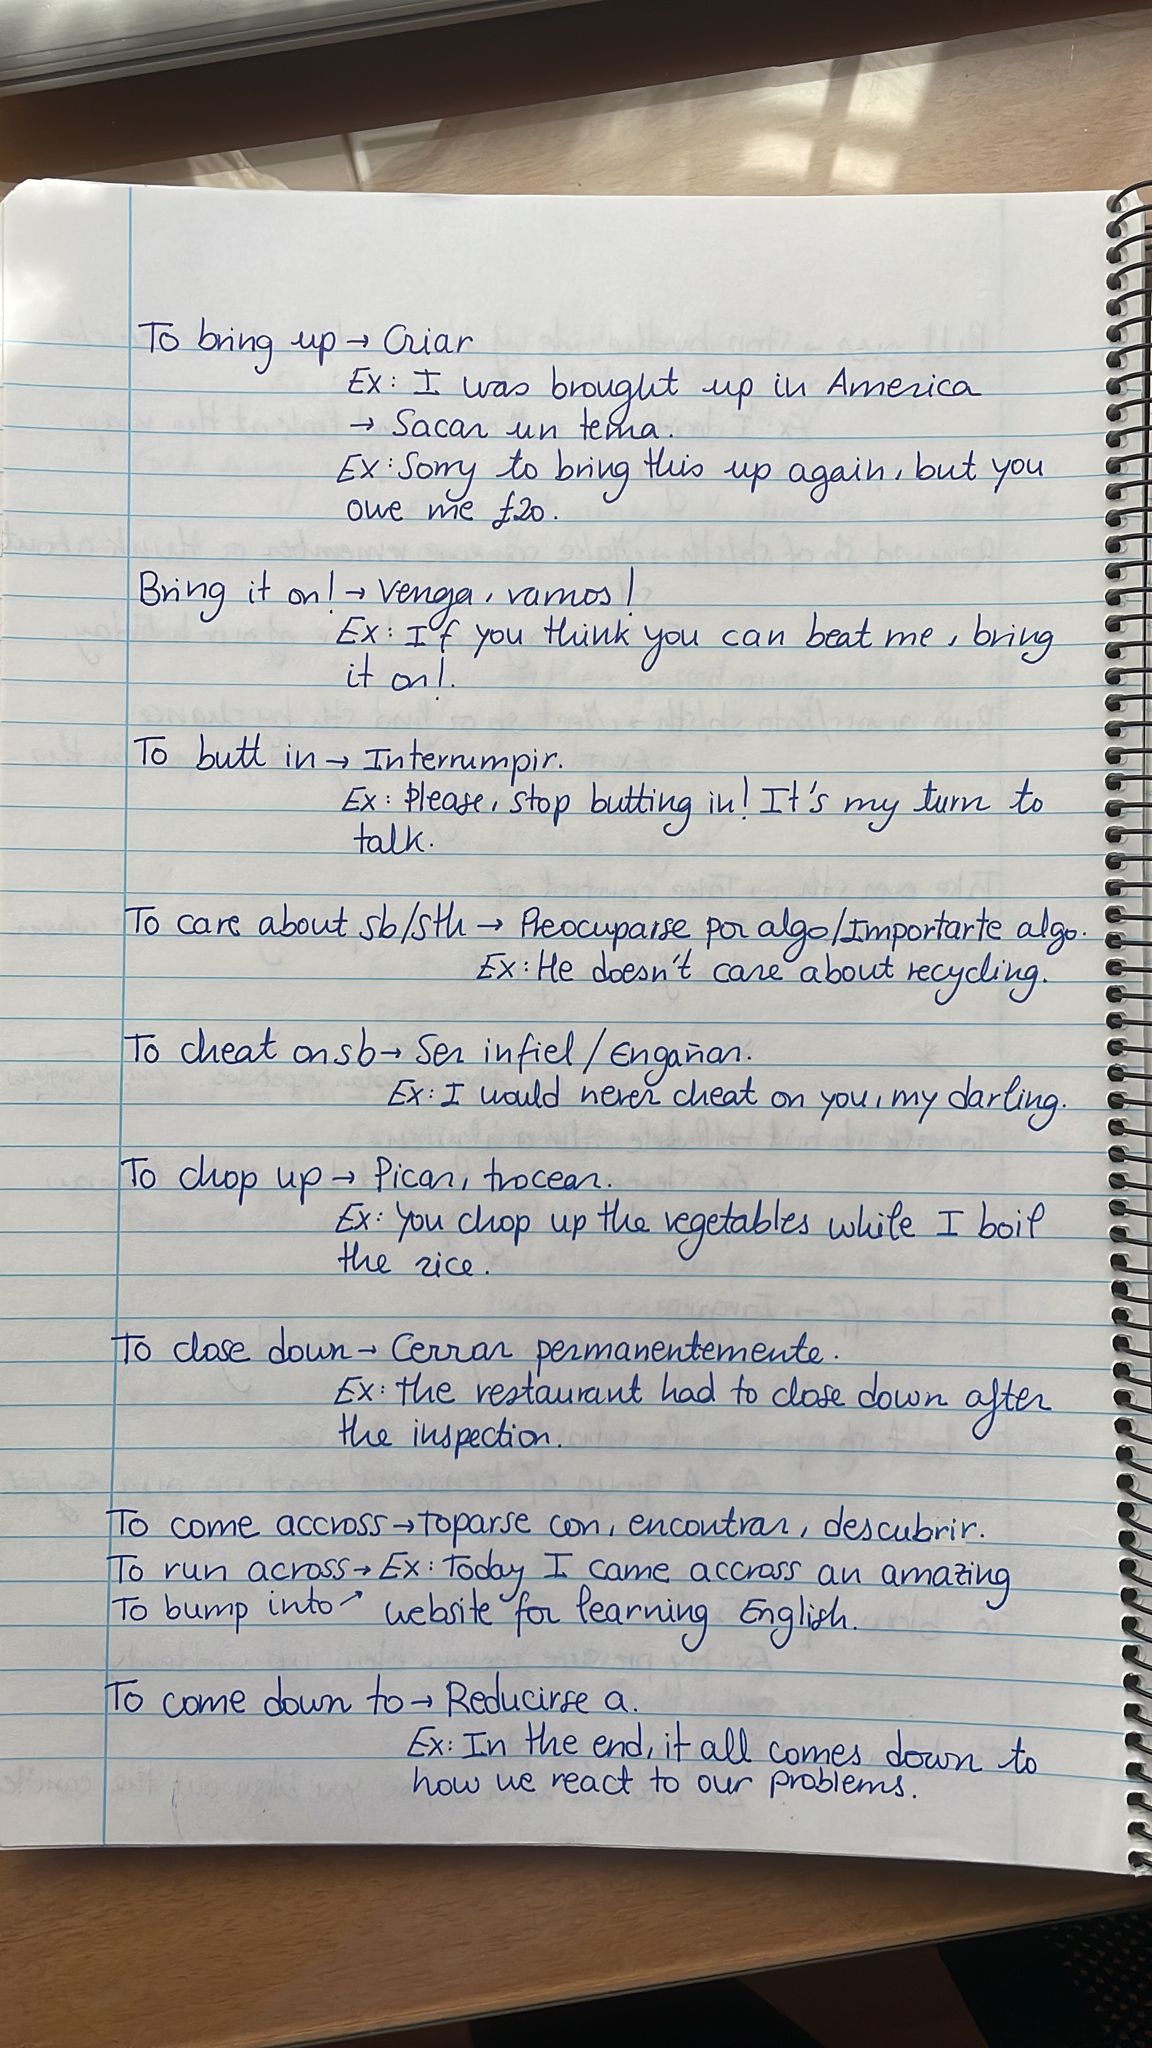 To bring up → Criar
Ex: I was brought up in America
→ Sacar un tema.
Ex: Sorry to bring this up again, but you
owe me £20.
Bring it on! → Venga, vamos!
Ex: If you think you can beat me, bring
it on!.
To butt in → Interrumpir.
Ex: Please, stop butting in! It's my turn to
talk.
To care about sb/sth → Preocuparse por algo/Importarte algo.
Ex: He doesn't care about recycling.
To cheat on sb → Ser infiel / Engañar.
Ex: I would never cheat on you, my darling.
To chop up → Picar, trocear.
Ex: You chop up the vegetables while I boil
the rice.
To close down → Cerrar permanentemente.
Ex: The restaurant had to close down after
the inspection.
To come accross → toparse con, encontrar, descubrir.
To run across → Ex: Today I came accross an amazing
To bump into ↗ website for learning English.
To come down to → Reducirse a.
Ex: In the end, it all comes down to
how we react to our problems.